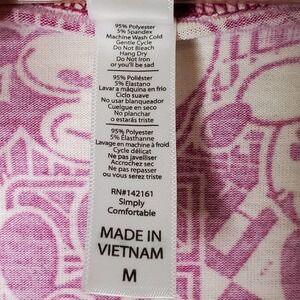 95% Polyester
5% Spandex
Machine Wash Cold
Gentle Cycle
Do Not Bleach
Hang Dry
Do Not Iron
or you'll be sad
95% Poliéster
5% Elastano
Lavar a máquina en frío
Ciclo suave
No usar blanqueador
Cuelguen en seco
No planchar
o estarás triste
95% Polyester
5% Élasthanne
Lavage en machine à froid
Cycle délicat
Ne pas javelliser
Accrochez sec
Ne pas repasser
ou vous serez triste
RN#142161
Simply
Comfortable
MADE IN
VIETNAM
M